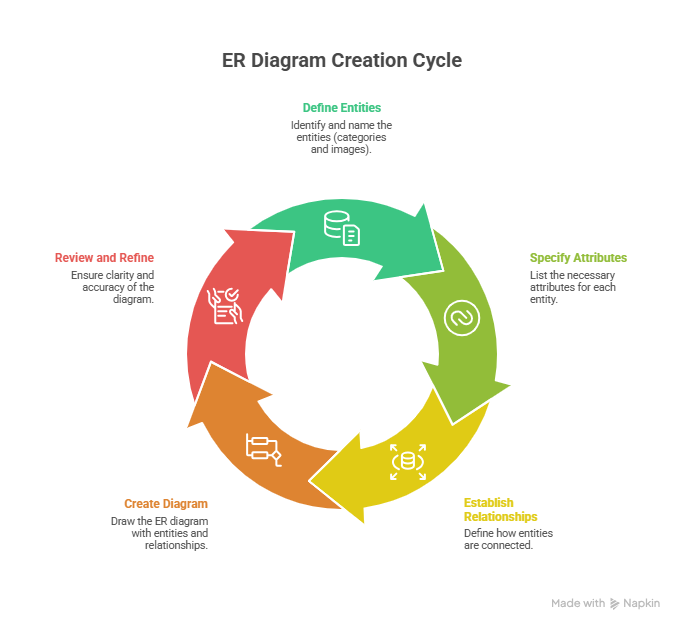 ER Diagram Creation Cycle
Define Entities
Identify and name the
entities (categories
and images).
Specify Attributes
List the necessary
attributes for each
entity.
Establish
Relationships
Define how entities
are connected.
Create Diagram
Draw the ER diagram
with entities and
relationships.
Review and Refine
Ensure clarity and
accuracy of the
diagram.
Made with Napkin